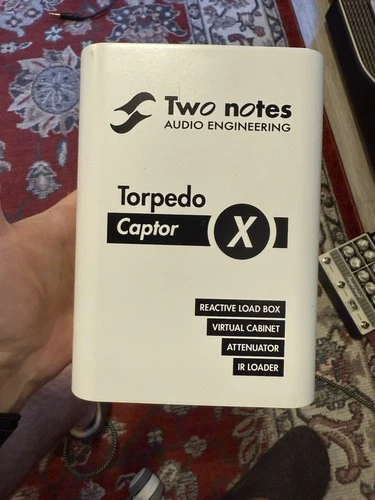 Two notes
AUDIO ENGINEERING
Torpedo
Captor X
REACTIVE LOAD BOX
VIRTUAL CABINET
ATTENUATOR
IR LOADER